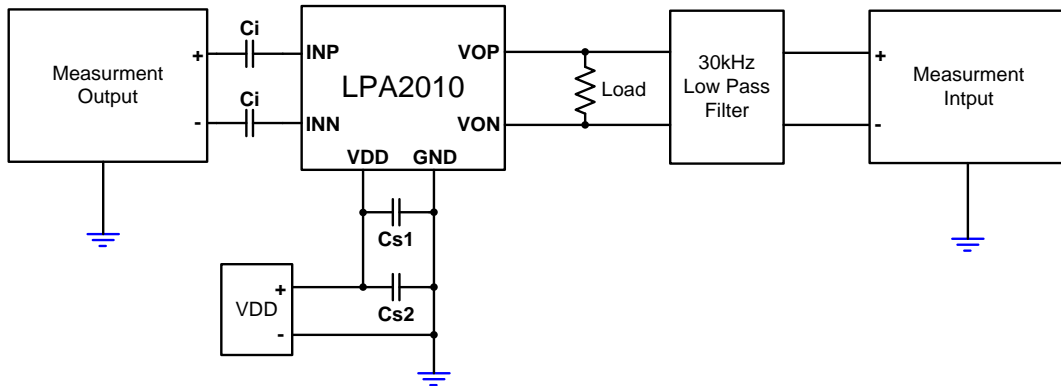 Measurment
Output
+
-
Ci
Ci
INP
INN
LPA2010
VDD GND
VOP
VON
Load
30kHz
Low Pass
Filter
+
-
Measurment
Intput
Cs1
Cs2
VDD
+
-